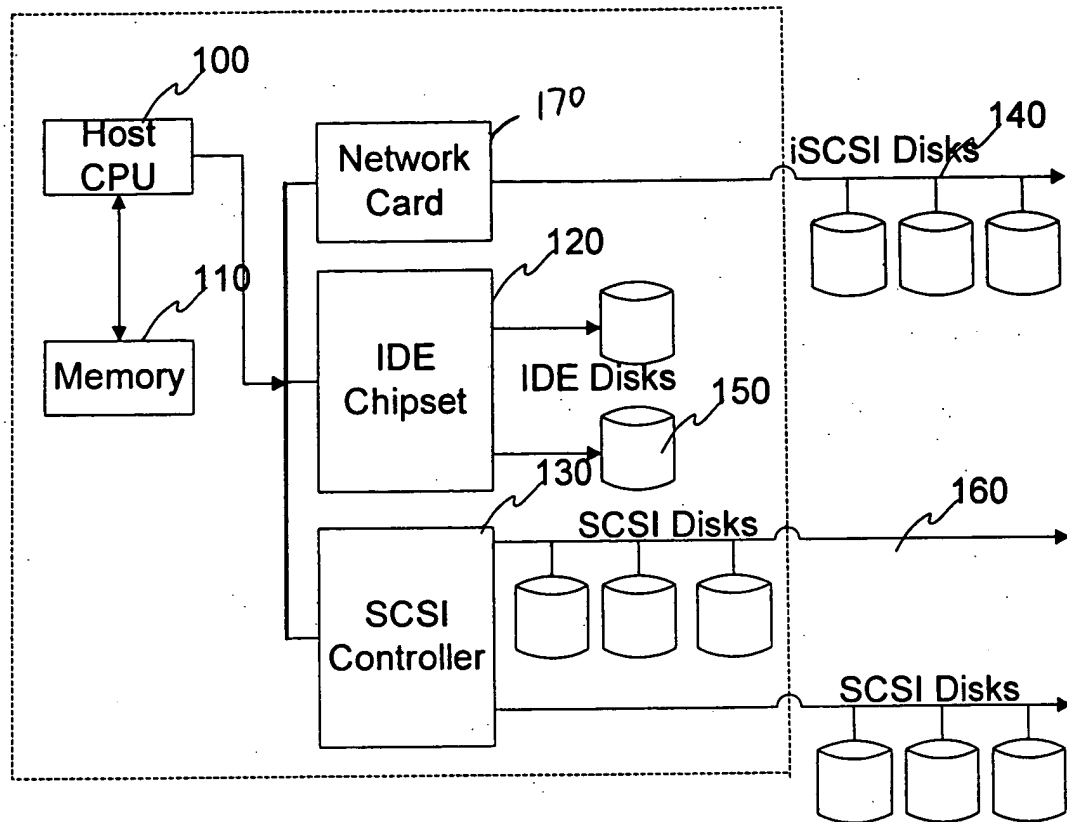 100
Host
CPU
110
Memory
170
Network
Card
iSCSI Disks
140
120
IDE
Chipset
IDE Disks
150
130
SCSI
Controller
SCSI Disks
160
SCSI Disks